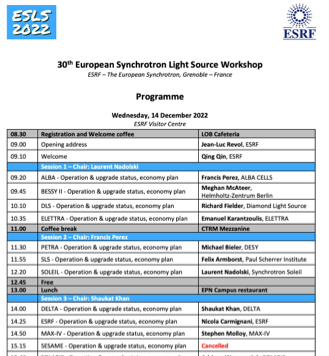 ESLS
2022
ESRF
30th European Synchrotron Light Source Workshop
ESRF – The European Synchrotron, Grenoble – France
Programme
Wednesday, 14 December 2022
ESRF Visitor Centre
08.30 Registration and Welcome coffee LOB Cafeteria
09.00 Opening address Jean-Luc Revol, ESRF
09.10 Welcome Qing Qin, ESRF
Session 1 – Chair: Laurent Nadolski
09.20 ALBA - Operation & upgrade status, economy plan Francis Perez, ALBA CELLS
09.45 BESSY II - Operation & upgrade status, economy plan Meghan McAteer,
Helmholtz-Zentrum Berlin
10.10 DLS - Operation & upgrade status, economy plan Richard Fielder, Diamond Light Source
10.35 ELETTRA - Operation & upgrade status, economy plan Emanuel Karantzoulis, ELETTRA
11.00 Coffee break CTRM Mezzanine
Session 2 – Chair: Francis Perez
11.30 PETRA - Operation & upgrade status, economy plan Michael Bieler, DESY
11.55 SLS - Operation & upgrade status, economy plan Felix Armborst, Paul Scherrer Institute
12.20 SOLEIL - Operation & upgrade status, economy plan Laurent Nadolski, Synchrotron Soleil
12.45 Free
13.00 Lunch EPN Campus restaurant
Session 3 – Chair: Shaukat Khan
14.00 DELTA - Operation & upgrade status, economy plan Shaukat Khan, DELTA
14.25 ESRF - Operation & upgrade status, economy plan Nicola Carmignani, ESRF
14.50 MAX-IV - Operation & upgrade status, economy plan Stephen Molloy, MAX-IV
15.15 SESAME - Operation & upgrade status, economy plan Cancelled